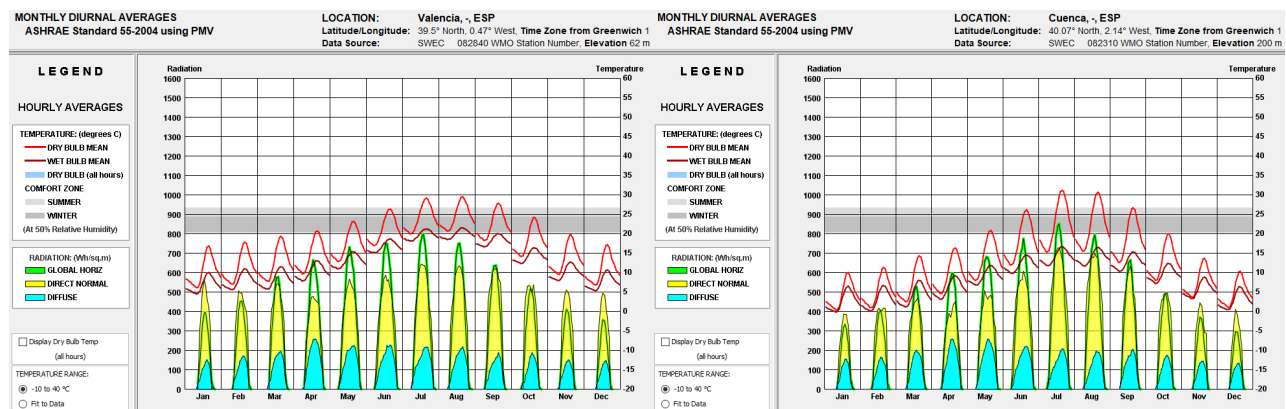 MONTHLY DIURNAL AVERAGES
ASHRAE Standard 55-2004 using PMV
LOCATION: Valencia, -, ESP
Latitude/Longitude: 39.5° North, 0.47° West, Time Zone from Greenwich 1
Data Source: SWEC 082840 WMO Station Number, Elevation 62 m
LEGEND
HOURLY AVERAGES
TEMPERATURE: (degrees C)
DRY BULB MEAN
WET BULB MEAN
DRY BULB (all hours)
COMFORT ZONE
SUMMER
WINTER
(At 50% Relative Humidity)
RADIATION: (Wh/sq.m)
GLOBAL HORIZ
DIRECT NORMAL
DIFFUSE
Display Dry Bulb Temp
(all hours)
TEMPERATURE RANGE:
-10 to 40 °C
Fit to Data
Radiation
1600
1500
1400
1300
1200
1100
1000
900
800
700
600
500
400
300
200
100
0
Jan Feb Mar Apr May Jun Jul Aug Sep Oct Nov Dec
Temperature
60
55
50
45
40
35
30
25
20
15
10
5
0
-5
-10
-15
-20
MONTHLY DIURNAL AVERAGES
ASHRAE Standard 55-2004 using PMV
LOCATION: Cuenca, -, ESP
Latitude/Longitude: 40.07° North, 2.14° West, Time Zone from Greenwich 1
Data Source: SWEC 082310 WMO Station Number, Elevation 200 m
LEGEND
HOURLY AVERAGES
TEMPERATURE: (degrees C)
DRY BULB MEAN
WET BULB MEAN
DRY BULB (all hours)
COMFORT ZONE
SUMMER
WINTER
(At 50% Relative Humidity)
RADIATION: (Wh/sq.m)
GLOBAL HORIZ
DIRECT NORMAL
DIFFUSE
Display Dry Bulb Temp
(all hours)
TEMPERATURE RANGE:
-10 to 40 °C
Fit to Data
Radiation
1600
1500
1400
1300
1200
1100
1000
900
800
700
600
500
400
300
200
100
0
Jan Feb Mar Apr May Jun Jul Aug Sep Oct Nov Dec
Temperature
60
55
50
45
40
35
30
25
20
15
10
5
0
-5
-10
-15
-20